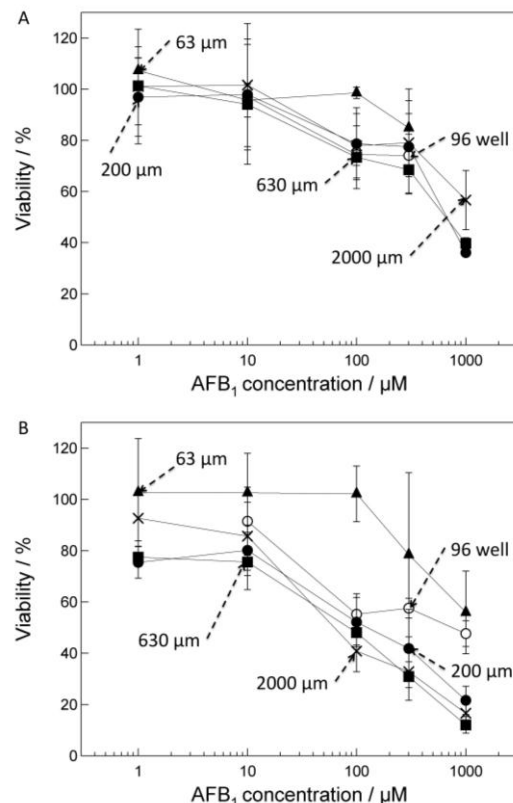 A
120
100
80
60
40
20
0
Viability / %
63 μm
200 μm
630 μm
96 well
2000 μm
1 10 100 1000
AFB₁ concentration / μM
B
120
100
80
60
40
20
0
Viability / %
63 μm
96 well
630 μm
200 μm
2000 μm
1 10 100 1000
AFB₁ concentration / μM